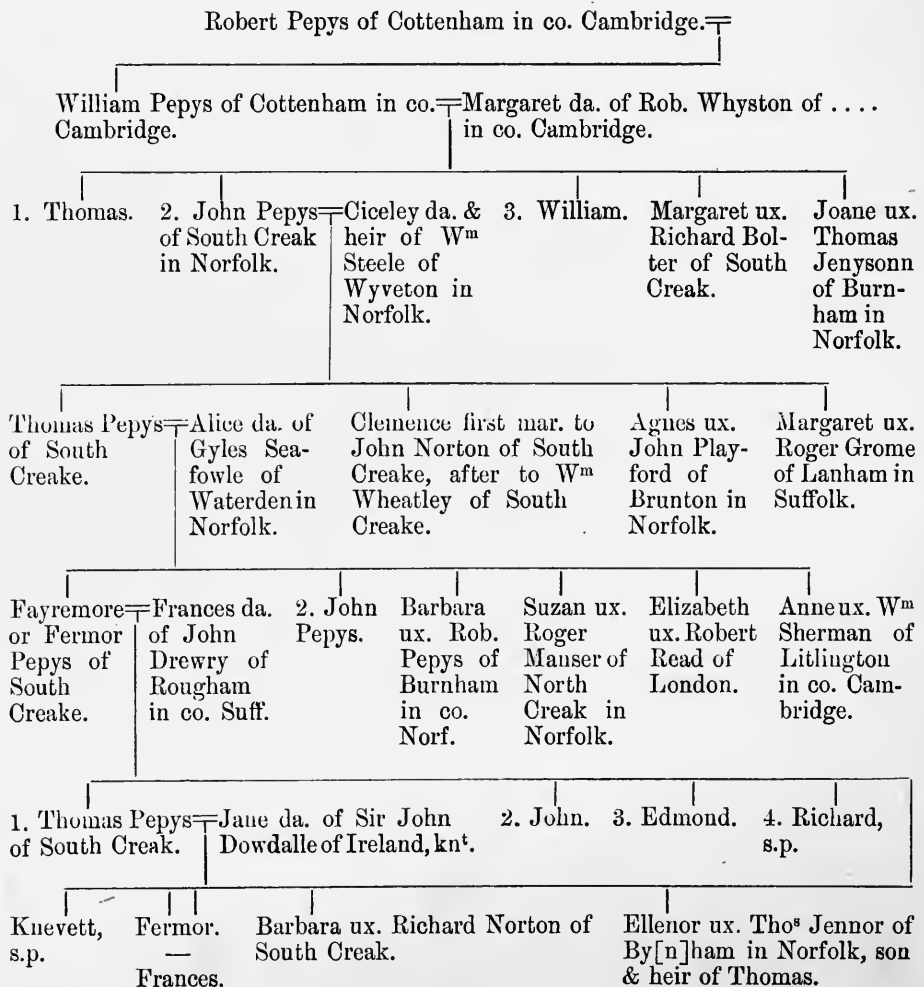 Robert Pepys of Cottenham in co. Cambridge.
William Pepys of Cottenham in co.
Cambridge.
Margaret da. of Rob. Whyston of ....
in co. Cambridge.
1. Thomas.
2. John Pepys
of South Creak
in Norfolk.
Ciceley da. &
heir of Wᵐ
Steele of
Wyveton in
Norfolk.
3. William.
Margaret ux.
Richard Bol-
ter of South
Creak.
Joane ux.
Thomas
Jenysonn
of Burn-
ham in
Norfolk.
Thomas Pepys
of South
Creake.
Alice da. of
Gyles Sea-
fowle of
Waterden in
Norfolk.
Clemence first mar. to
John Norton of South
Creake, after to Wᵐ
Wheatley of South
Creake.
Agnes ux.
John Play-
ford of
Brunton in
Norfolk.
Margaret ux.
Roger Grome
of Lanham in
Suffolk.
Fayremore
or Fermor
Pepys of
South
Creake.
Frances da.
of John
Drewry of
Rougham
in co. Suff.
2. John
Pepys.
Barbara
ux. Rob.
Pepys of
Burnham
in co.
Norf.
Suzan ux.
Roger
Manser of
North
Creak in
Norfolk.
Elizabeth
ux. Robert
Read of
London.
Anne ux. Wᵐ
Sherman of
Litlington
in co. Cam-
bridge.
1. Thomas Pepys
of South Creak.
Jane da. of Sir John
Dowdalle of Ireland, knᵗ.
2. John.
3. Edmond.
4. Richard,
s.p.
Knevett,
s.p.
Fermor.
—
Frances.
Barbara ux. Richard Norton of
South Creak.
Ellenor ux. Thoˢ Jennor of
By[n]ham in Norfolk, son
& heir of Thomas.